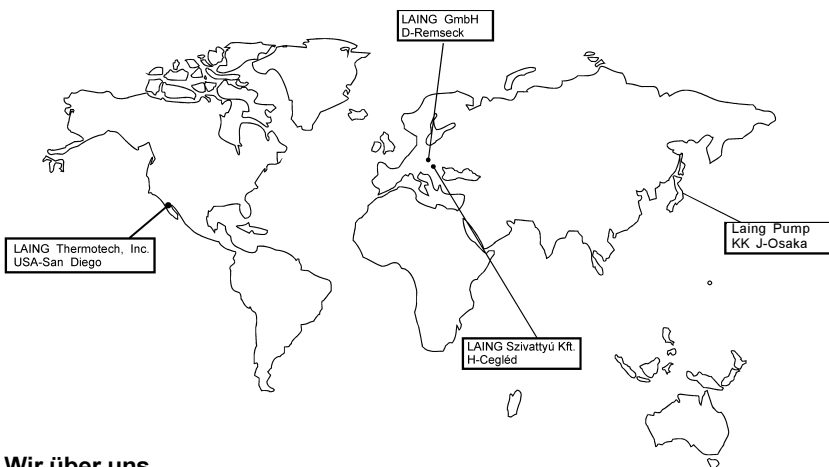 LAING GmbH
D-Remseck
LAING Thermotech, Inc.
USA-San Diego
Laing Pump
KK J-Osaka
LAING Szivattyú Kft.
H-Cegléd
Wir über uns